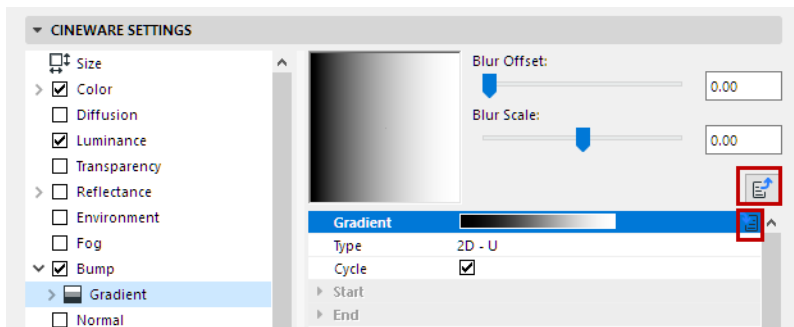 CINEWARE SETTINGS
Size
Color
Diffusion
Luminance
Transparency
Reflectance
Environment
Fog
Bump
Gradient
Normal
Blur Offset:
0.00
Blur Scale:
0.00
Gradient
Type 2D - U
Cycle
Start
End